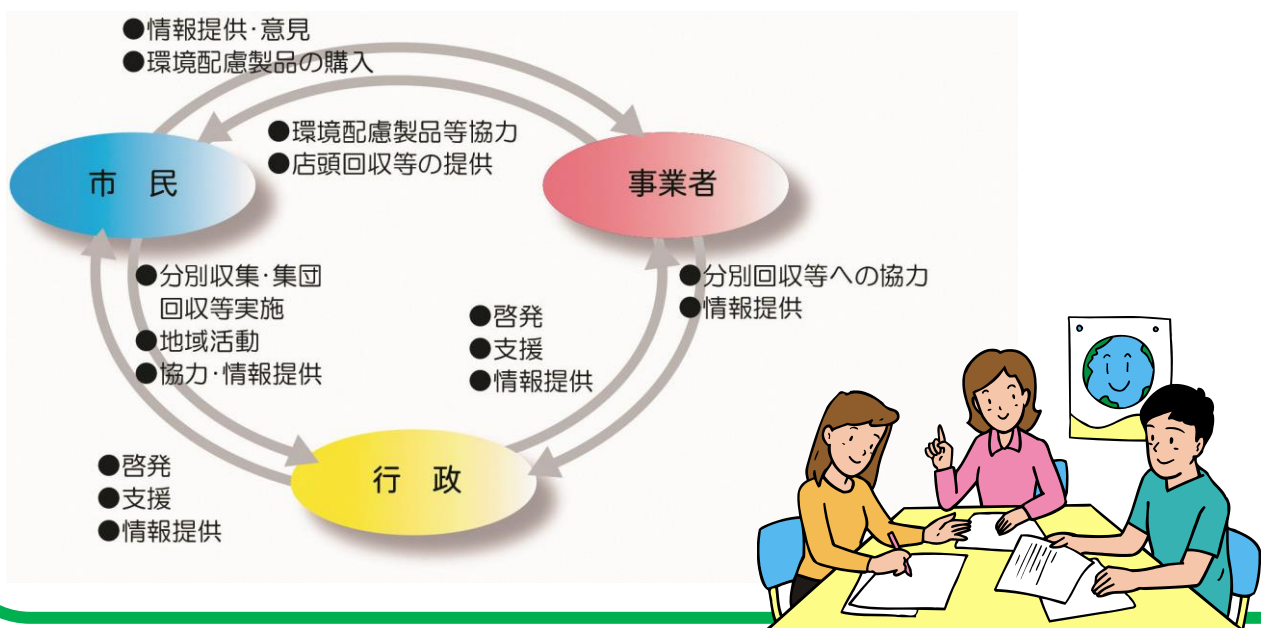 ●情報提供･意見
●環境配慮製品の購入
●環境配慮製品等協力
●店頭回収等の提供
市　民
事業者
●分別収集･集団
回収等実施
●地域活動
●協力･情報提供
●啓発
●支援
●情報提供
●分別回収等への協力
●情報提供
行　政
●啓発
●支援
●情報提供